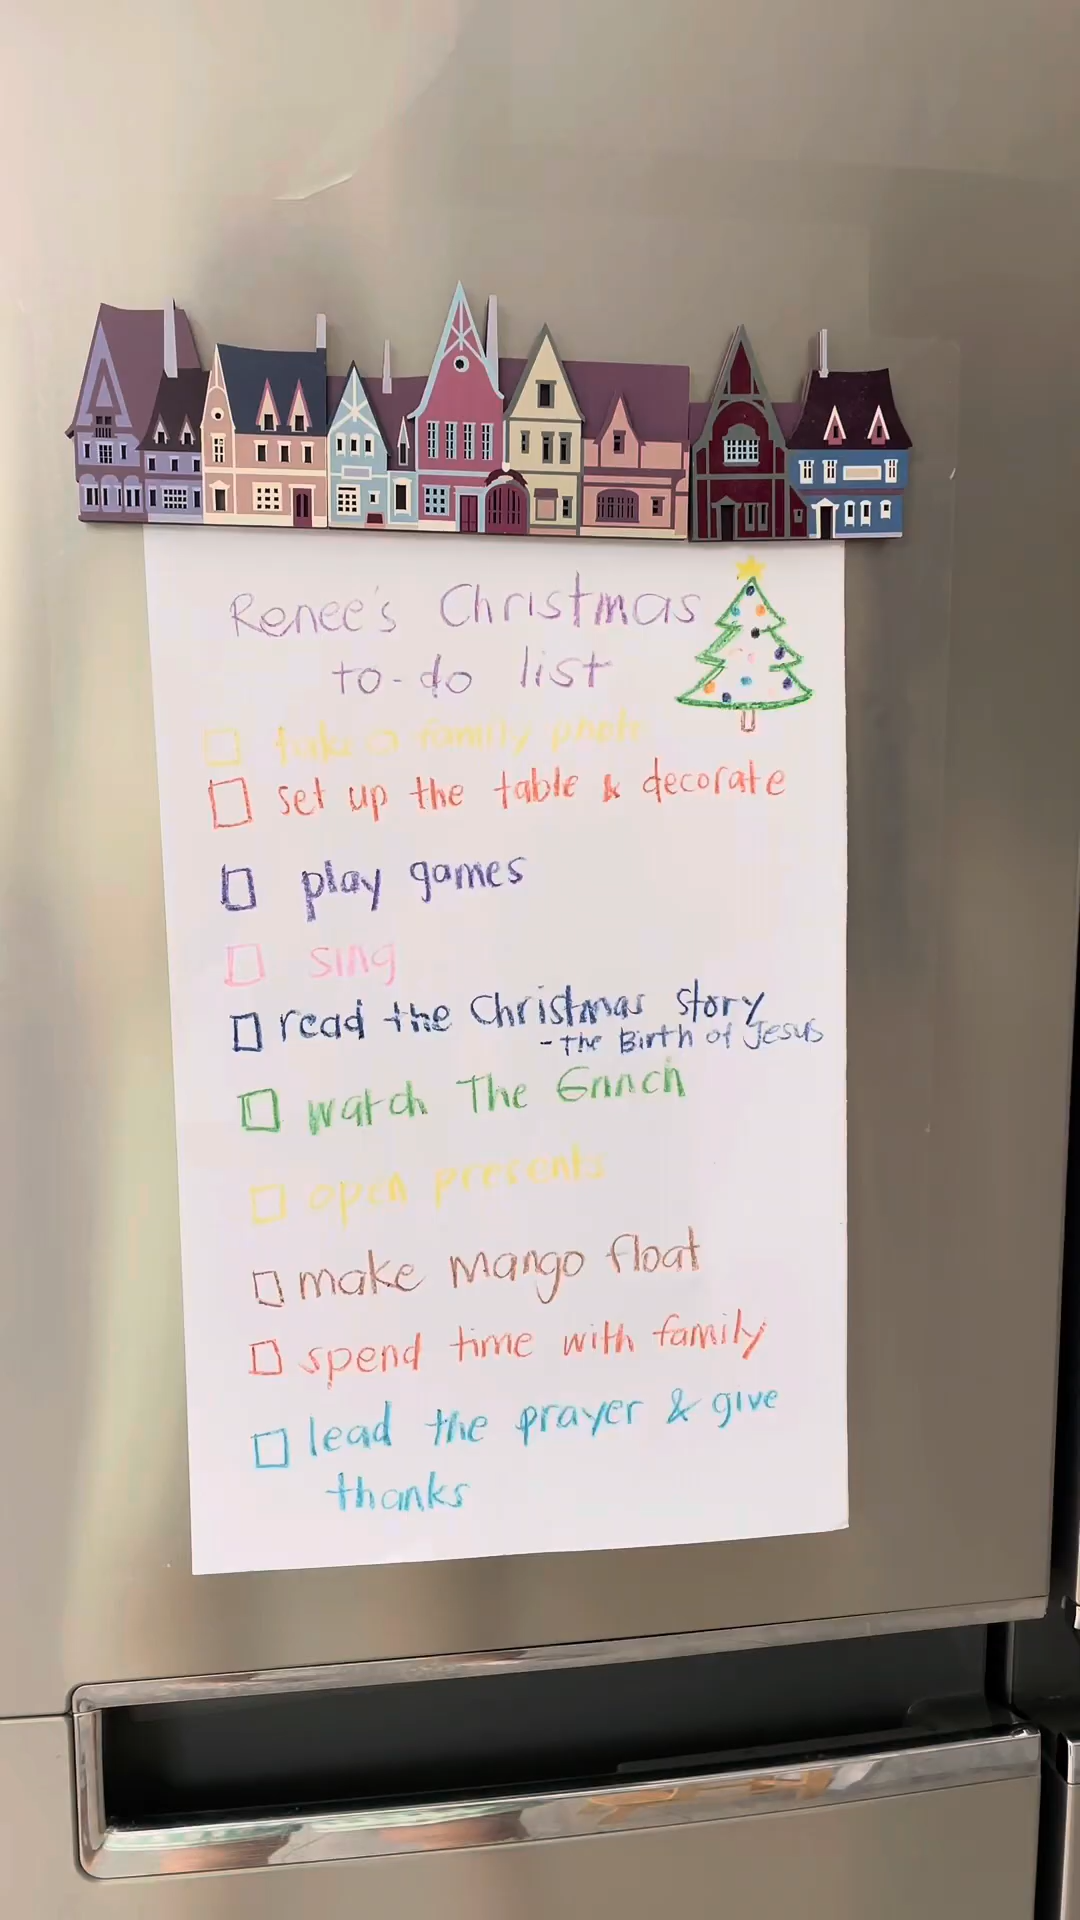 Renee's Christmas
to-do list
take a family photo
set up the table & decorate
play games
sing
read the Christmas story
- The Birth of Jesus
watch The Grinch
open presents
make mango float
spend time with family
lead the prayer & give
thanks